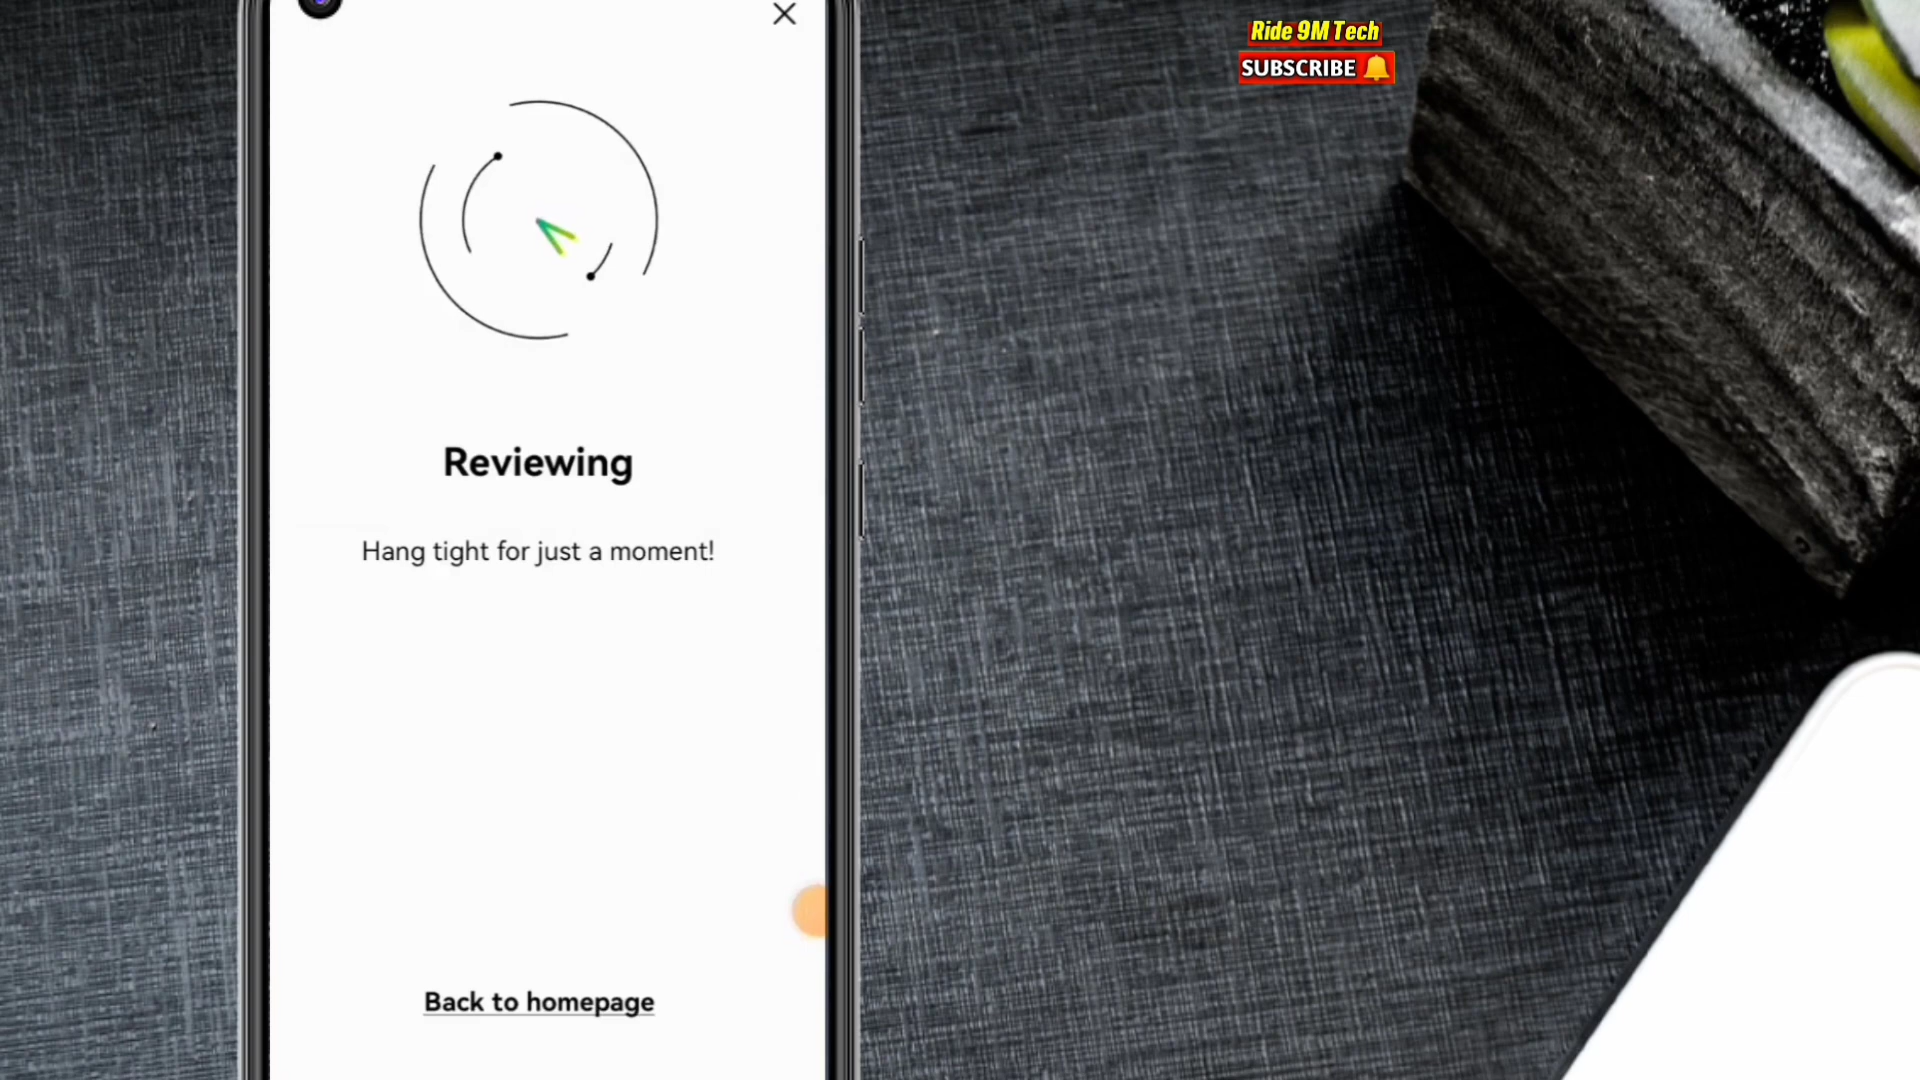 Ride 9M Tech
SUBSCRIBE
Reviewing
Hang tight for just a moment!
Back to homepage